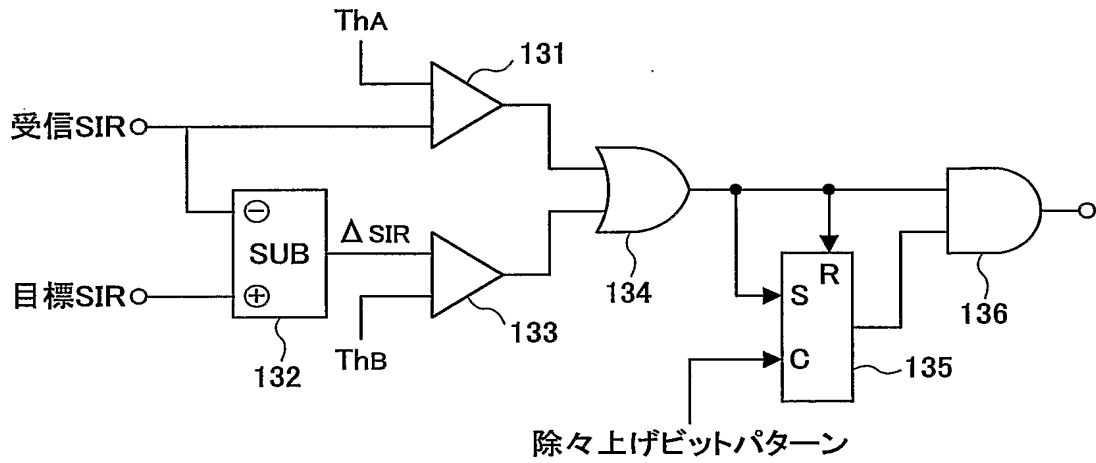 ThA
131
受信SIR
⊖
SUB
⊕
ΔSIR
目標SIR
132
ThB
133
134
S
R
C
135
136
除々上げビットパターン